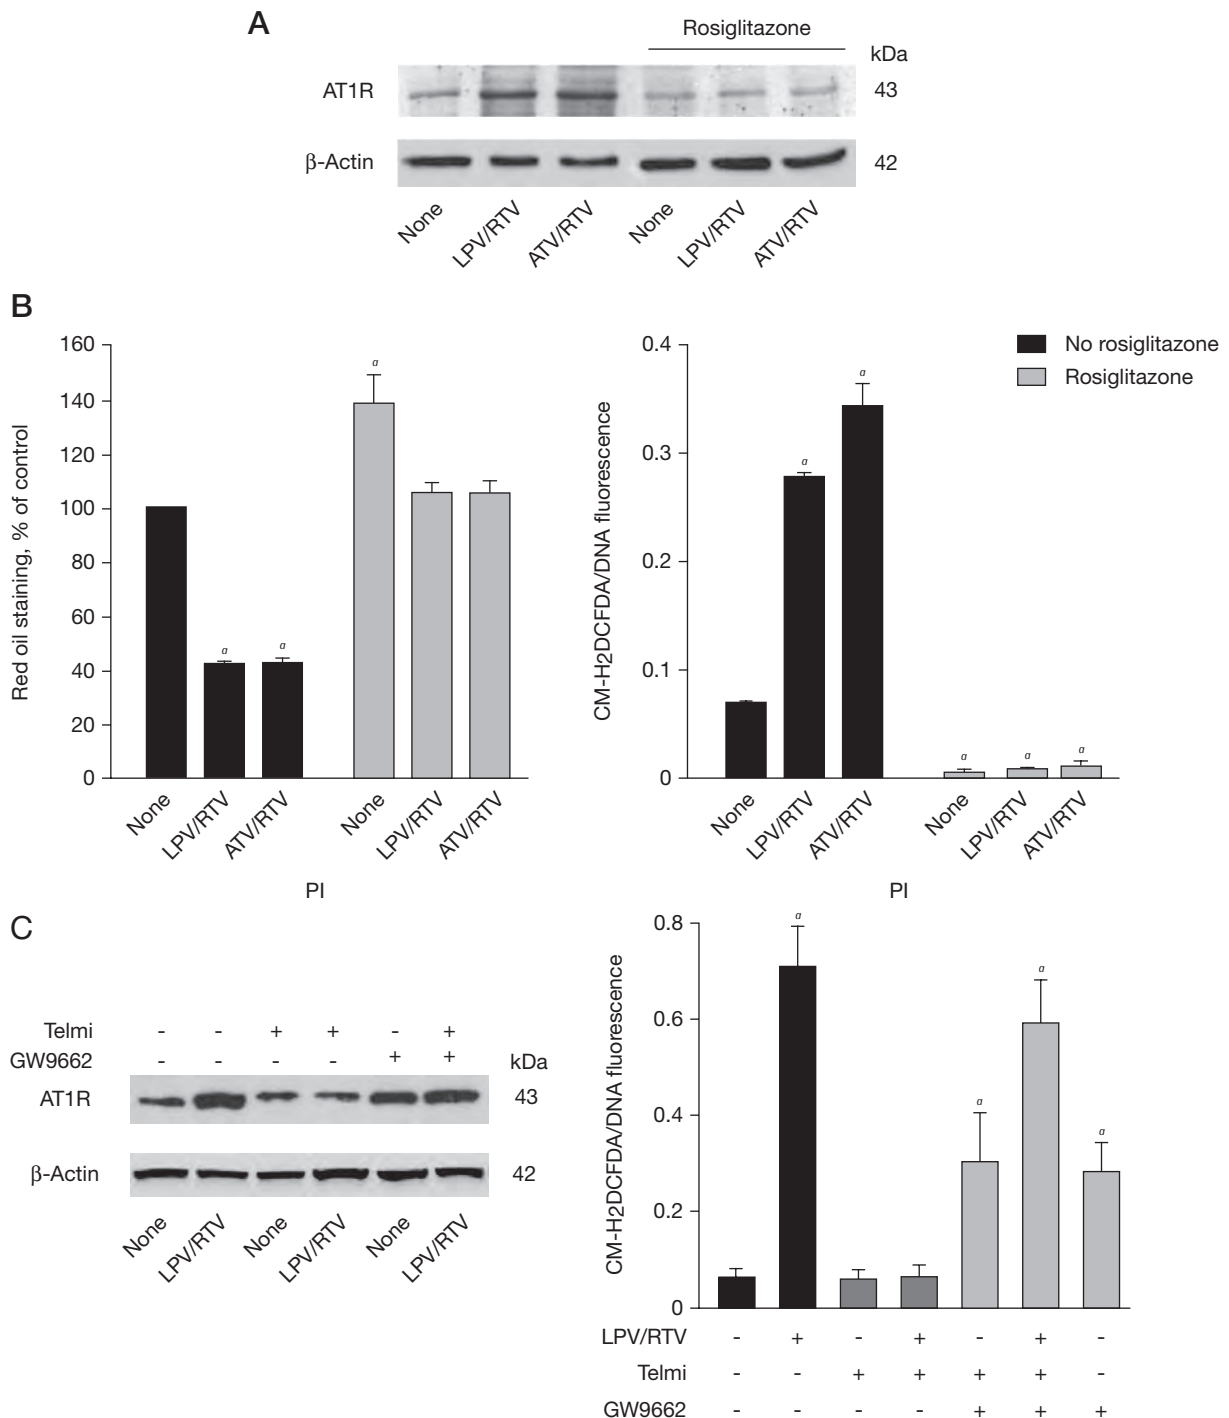 A
Rosiglitazone
kDa
AT1R
43
β-Actin
42
None
LPV/RTV
ATV/RTV
None
LPV/RTV
ATV/RTV
B
Red oil staining, % of control
160
140
120
100
80
60
40
20
0
a
a
a
None
LPV/RTV
ATV/RTV
None
LPV/RTV
ATV/RTV
PI
CM-H2DCFDA/DNA fluorescence
0.4
0.3
0.2
0.1
0
a
a
a
a
a
None
LPV/RTV
ATV/RTV
None
LPV/RTV
ATV/RTV
PI
No rosiglitazone
Rosiglitazone
C
Telmi - - + + - +
GW9662 - - - - + +
kDa
AT1R
43
β-Actin
42
None
LPV/RTV
None
LPV/RTV
None
LPV/RTV
CM-H2DCFDA/DNA fluorescence
0.8
0.6
0.4
0.2
0
a
a
a
a
LPV/RTV - + - + - + -
Telmi - - + + + + -
GW9662 - - - - + + +